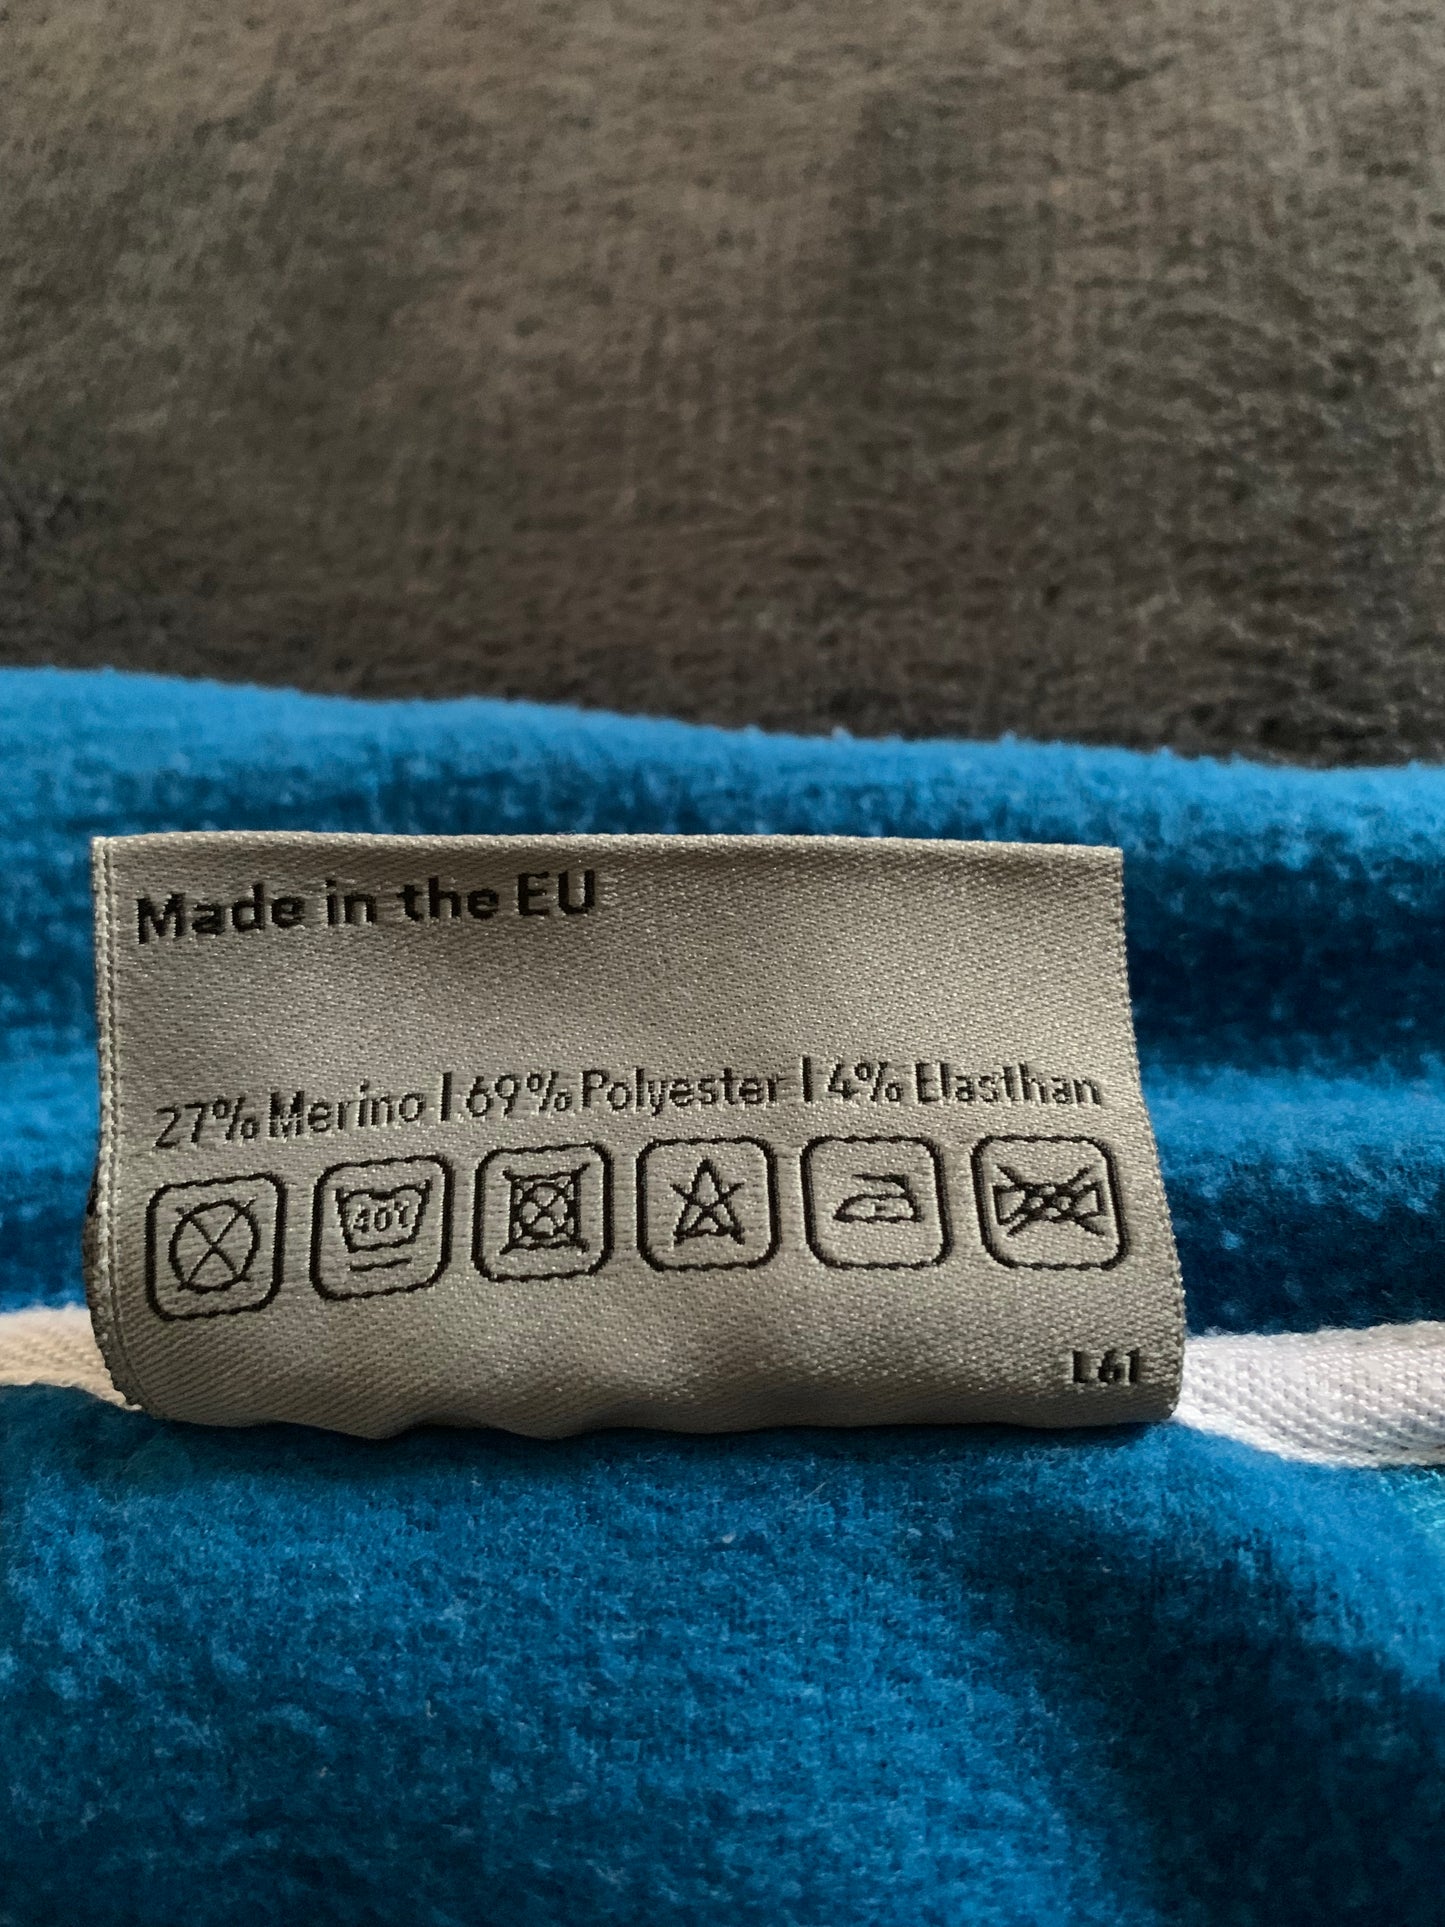 Made in the EU
27% Merino | 69% Polyester | 4% Elasthan
40°
L61